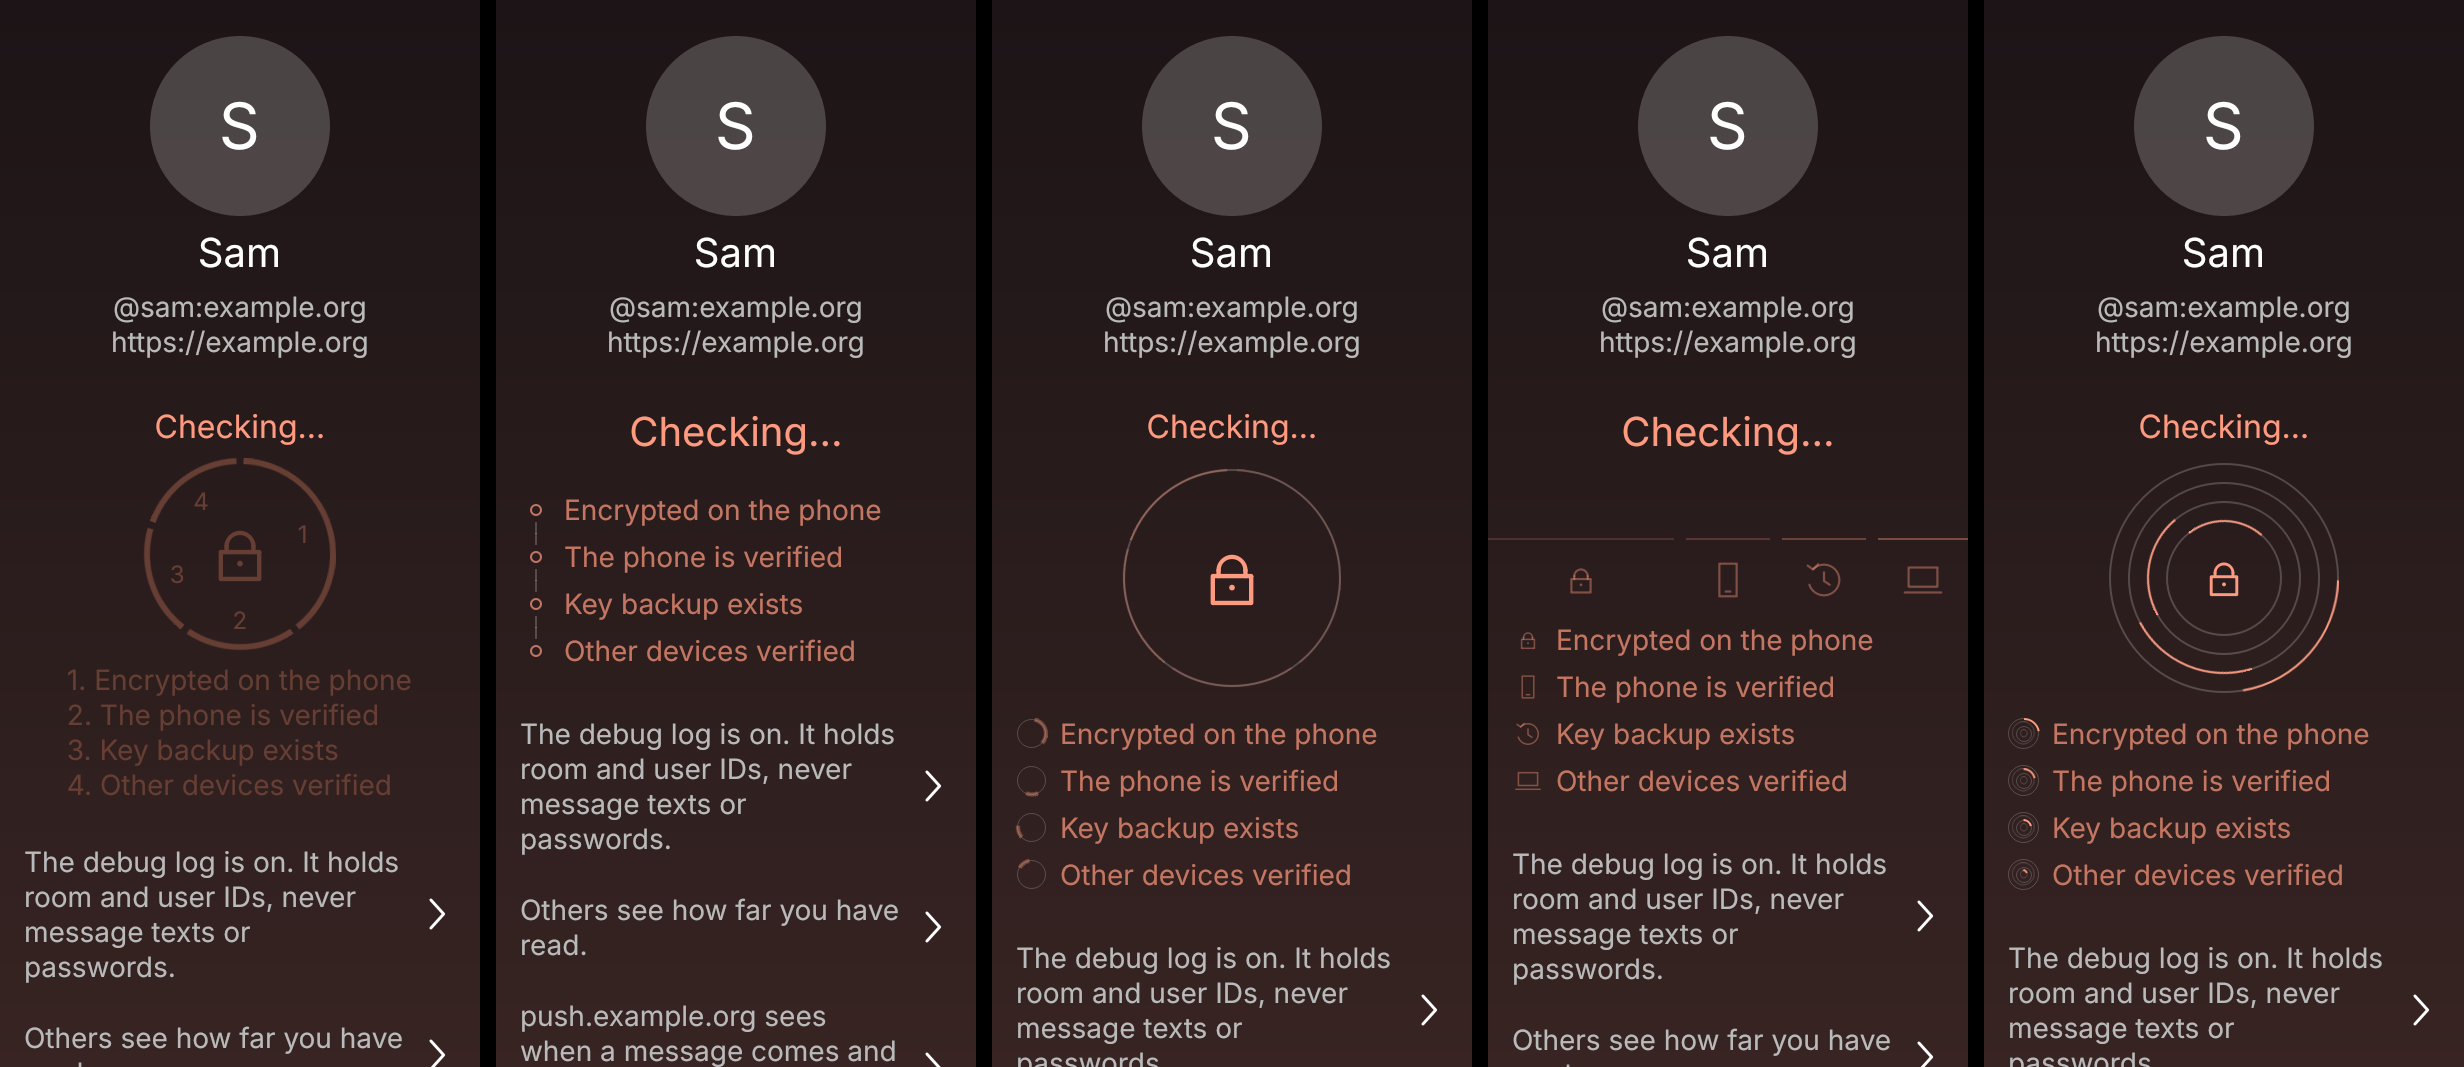 S
Sam
@sam:example.org
https://example.org
Checking...
4
1
3
2
1. Encrypted on the phone
2. The phone is verified
3. Key backup exists
4. Other devices verified
The debug log is on. It holds
room and user IDs, never
message texts or
passwords.
Others see how far you have
S
Sam
@sam:example.org
https://example.org
Checking...
Encrypted on the phone
The phone is verified
Key backup exists
Other devices verified
The debug log is on. It holds
room and user IDs, never
message texts or
passwords.
Others see how far you have
read.
push.example.org sees
when a message comes and
S
Sam
@sam:example.org
https://example.org
Checking...
Encrypted on the phone
The phone is verified
Key backup exists
Other devices verified
The debug log is on. It holds
room and user IDs, never
message texts or
passwords
S
Sam
@sam:example.org
https://example.org
Checking...
Encrypted on the phone
The phone is verified
Key backup exists
Other devices verified
The debug log is on. It holds
room and user IDs, never
message texts or
passwords.
Others see how far you have
S
Sam
@sam:example.org
https://example.org
Checking...
Encrypted on the phone
The phone is verified
Key backup exists
Other devices verified
The debug log is on. It holds
room and user IDs, never
message texts or
passwords